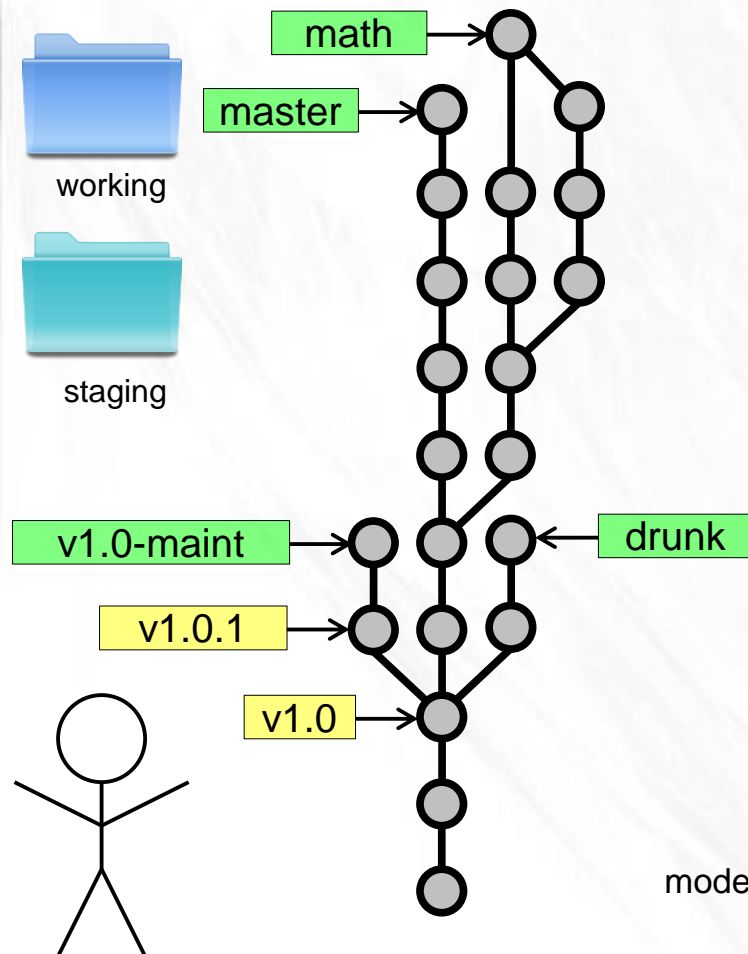 math
master
working
staging
v1.0-maint
drunk
v1.0.1
v1.0
mode